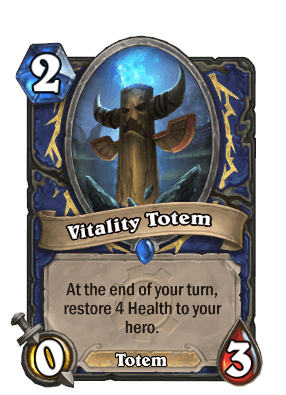 2
Vitality Totem
At the end of your turn,
restore 4 Health to your
hero.
0
Totem
3